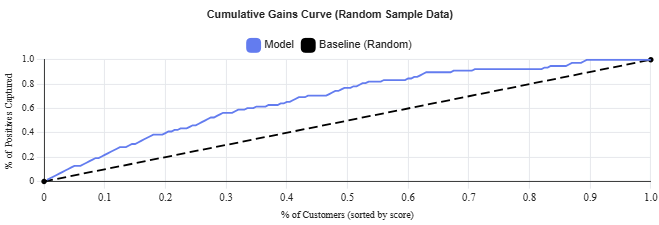 Cumulative Gains Curve (Random Sample Data)
Model Baseline (Random)
% of Positives Captured
1.0
0.8
0.6
0.4
0.2
0
0 0.1 0.2 0.3 0.4 0.5 0.6 0.7 0.8 0.9 1.0
% of Customers (sorted by score)